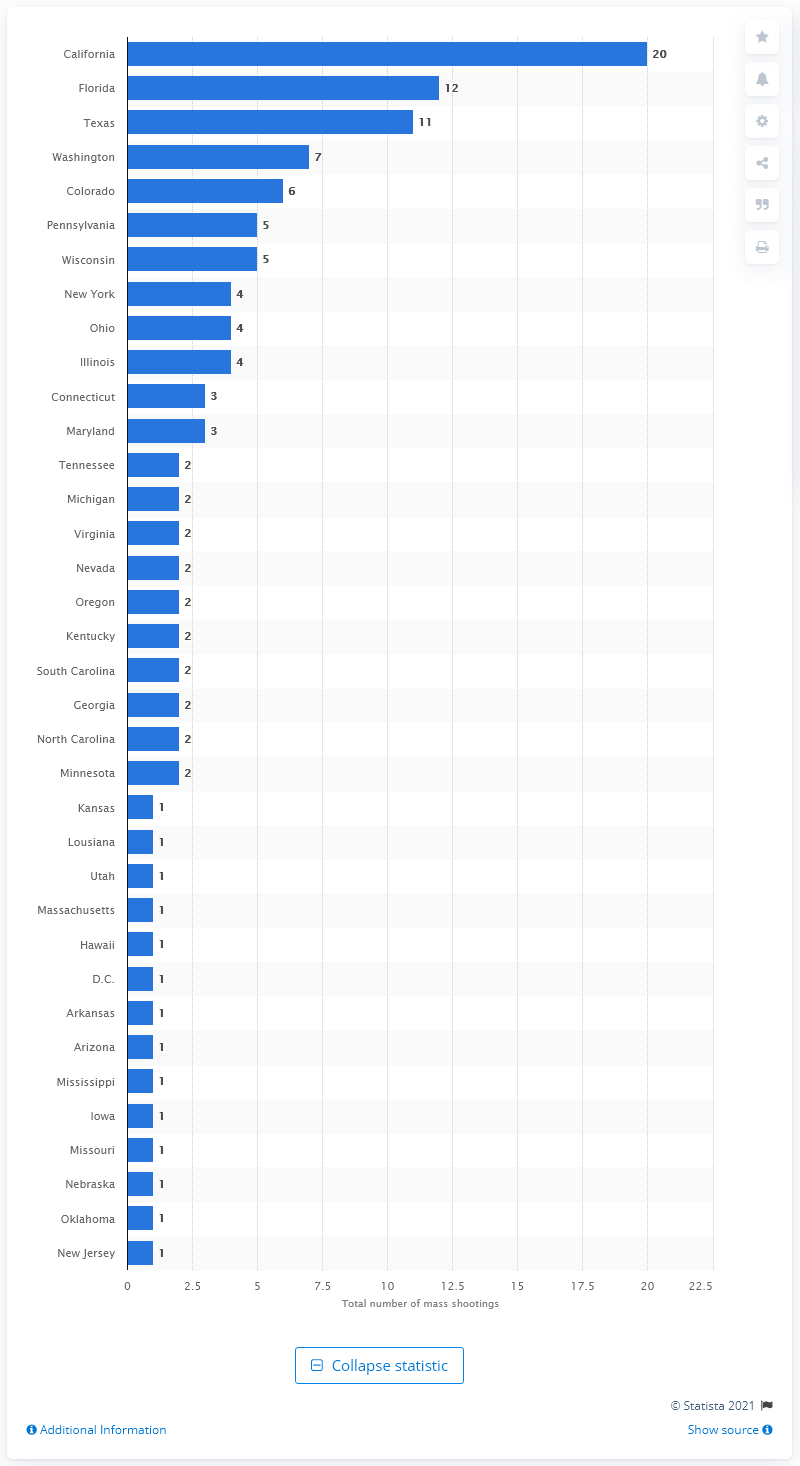 California 20
Florida 12
Texas 11
Washington 7
Colorado 6
Pennsylvania 5
Wisconsin 5
New York 4
Ohio 4
Illinois 4
Connecticut 3
Maryland 3
Tennessee 2
Michigan 2
Virginia 2
Nevada 2
Oregon 2
Kentucky 2
South Carolina 2
Georgia 2
North Carolina 2
Minnesota 2
Kansas 1
Lousiana 1
Utah 1
Massachusetts 1
Hawaii 1
D.C. 1
Arkansas 1
Arizona 1
Mississippi 1
Iowa 1
Missouri 1
Nebraska 1
Oklahoma 1
New Jersey 1
0 2.5 5 7.5 10 12.5 15 17.5 20 22.5
Total number of mass shootings
Collapse statistic
© Statista 2021
Additional Information Show source